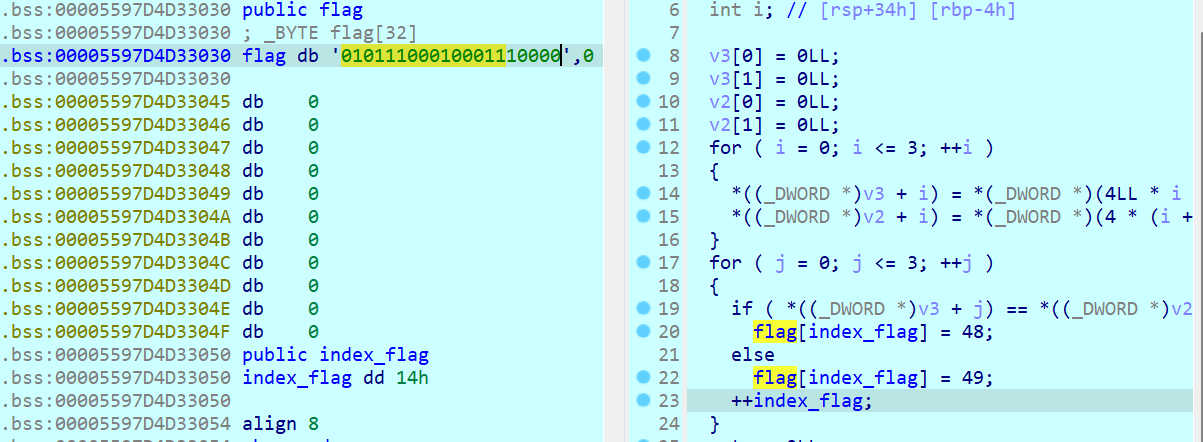 .bss:00005597D4D33030 public flag
.bss:00005597D4D33030 ; _BYTE flag[32]
.bss:00005597D4D33030 flag db '01011100010001110000',0
.bss:00005597D4D33030
.bss:00005597D4D33045 db    0
.bss:00005597D4D33046 db    0
.bss:00005597D4D33047 db    0
.bss:00005597D4D33048 db    0
.bss:00005597D4D33049 db    0
.bss:00005597D4D3304A db    0
.bss:00005597D4D3304B db    0
.bss:00005597D4D3304C db    0
.bss:00005597D4D3304D db    0
.bss:00005597D4D3304E db    0
.bss:00005597D4D3304F db    0
.bss:00005597D4D33050 public index_flag
.bss:00005597D4D33050 index_flag dd 14h
.bss:00005597D4D33050
.bss:00005597D4D33054 align 8
6 int i; // [rsp+34h] [rbp-4h]
7
8 v3[0] = 0LL;
9 v3[1] = 0LL;
10 v2[0] = 0LL;
11 v2[1] = 0LL;
12 for ( i = 0; i <= 3; ++i )
13 {
14 *((_DWORD *)v3 + i) = *(_DWORD *)(4LL * i
15 *((_DWORD *)v2 + i) = *(_DWORD *)(4 * (i +
16 }
17 for ( j = 0; j <= 3; ++j )
18 {
19 if ( *((_DWORD *)v3 + j) == *((_DWORD *)v2
20 flag[index_flag] = 48;
21 else
22 flag[index_flag] = 49;
23 ++index_flag;
24 }